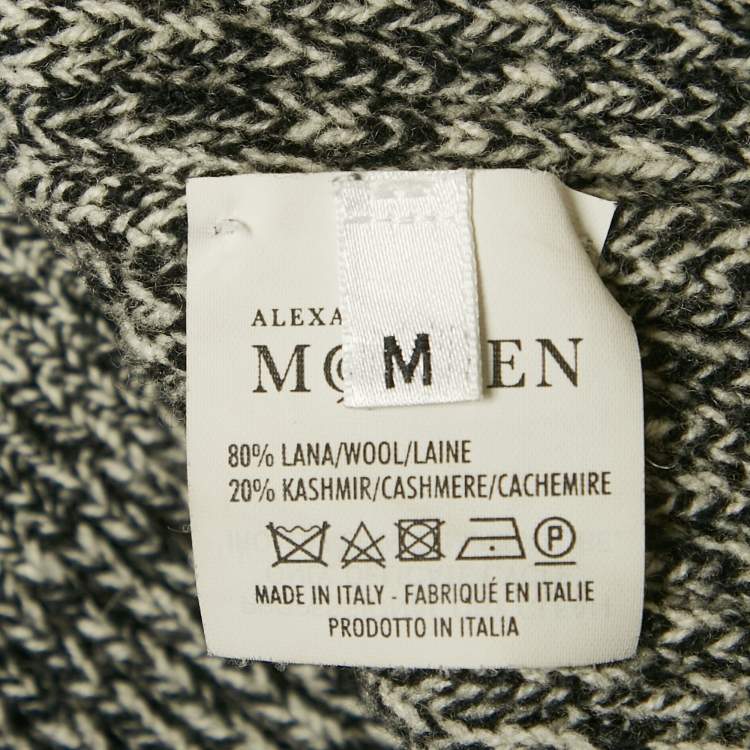 ALEXA
M
EN
M
80% LANA/WOOL/LAINE
20% KASHMIR/CASHMERE/CACHEMIRE
P
MADE IN ITALY - FABRIQUÉ EN ITALIE
PRODOTTO IN ITALIA